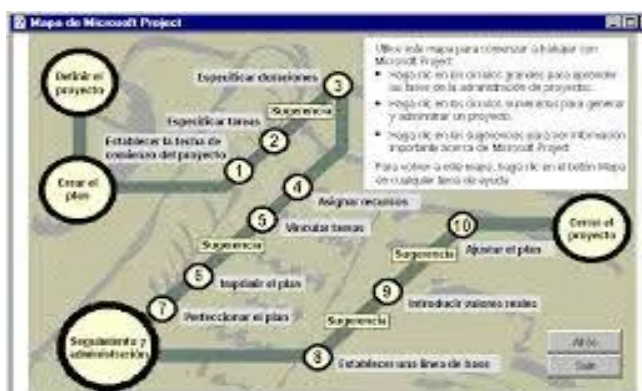 Mapa de Microsoft Project
Definir el
proyecto
Crear el
plan
Establecer la fecha de
comienzo del proyecto
1
Especificar tareas
2
Sugerencia
Especificar duraciones
3
4
Asignar recursos
5
Vincular tareas
Sugerencia
6
Imprimir el plan
7
Perfeccionar el plan
Seguimiento y
administración
8
Establecer una línea de base
Sugerencia
9
Introducir valores reales
Sugerencia
10
Ajustar el plan
Cerrar el
proyecto
Utilice este mapa para comenzar a trabajar con
Microsoft Project:
Haga clic en los círculos grandes para aprender
las bases de la administración de proyectos.
Haga clic en los círculos numerados para generar
y administrar un proyecto.
Haga clic en las sugerencias para ver información
importante acerca de Microsoft Project
Para volver a este mapa, haga clic en el botón Mapa
en cualquier tema de ayuda.
Atrás
Salir